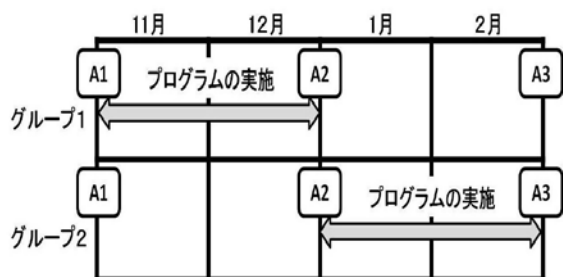 11月 12月 1月 2月
A1 プログラムの実施 A2 A3
グループ1
A1 A2 プログラムの実施 A3
グループ2